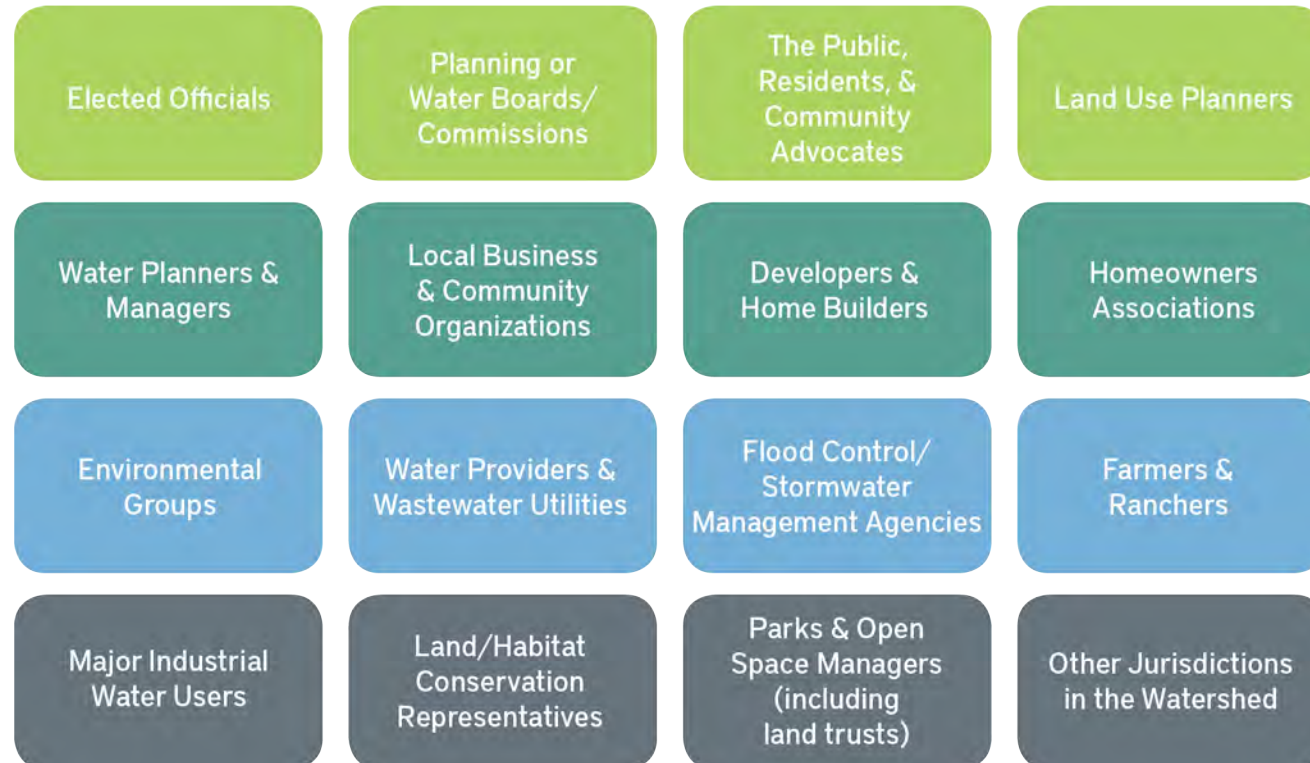 Elected Officials
Planning or
Water Boards/
Commissions
The Public,
Residents, &
Community
Advocates
Land Use Planners
Water Planners &
Managers
Local Business
& Community
Organizations
Developers &
Home Builders
Homeowners
Associations
Environmental
Groups
Water Providers &
Wastewater Utilities
Flood Control/
Stormwater
Management Agencies
Farmers &
Ranchers
Major Industrial
Water Users
Land/Habitat
Conservation
Representatives
Parks & Open
Space Managers
(including
land trusts)
Other Jurisdictions
in the Watershed